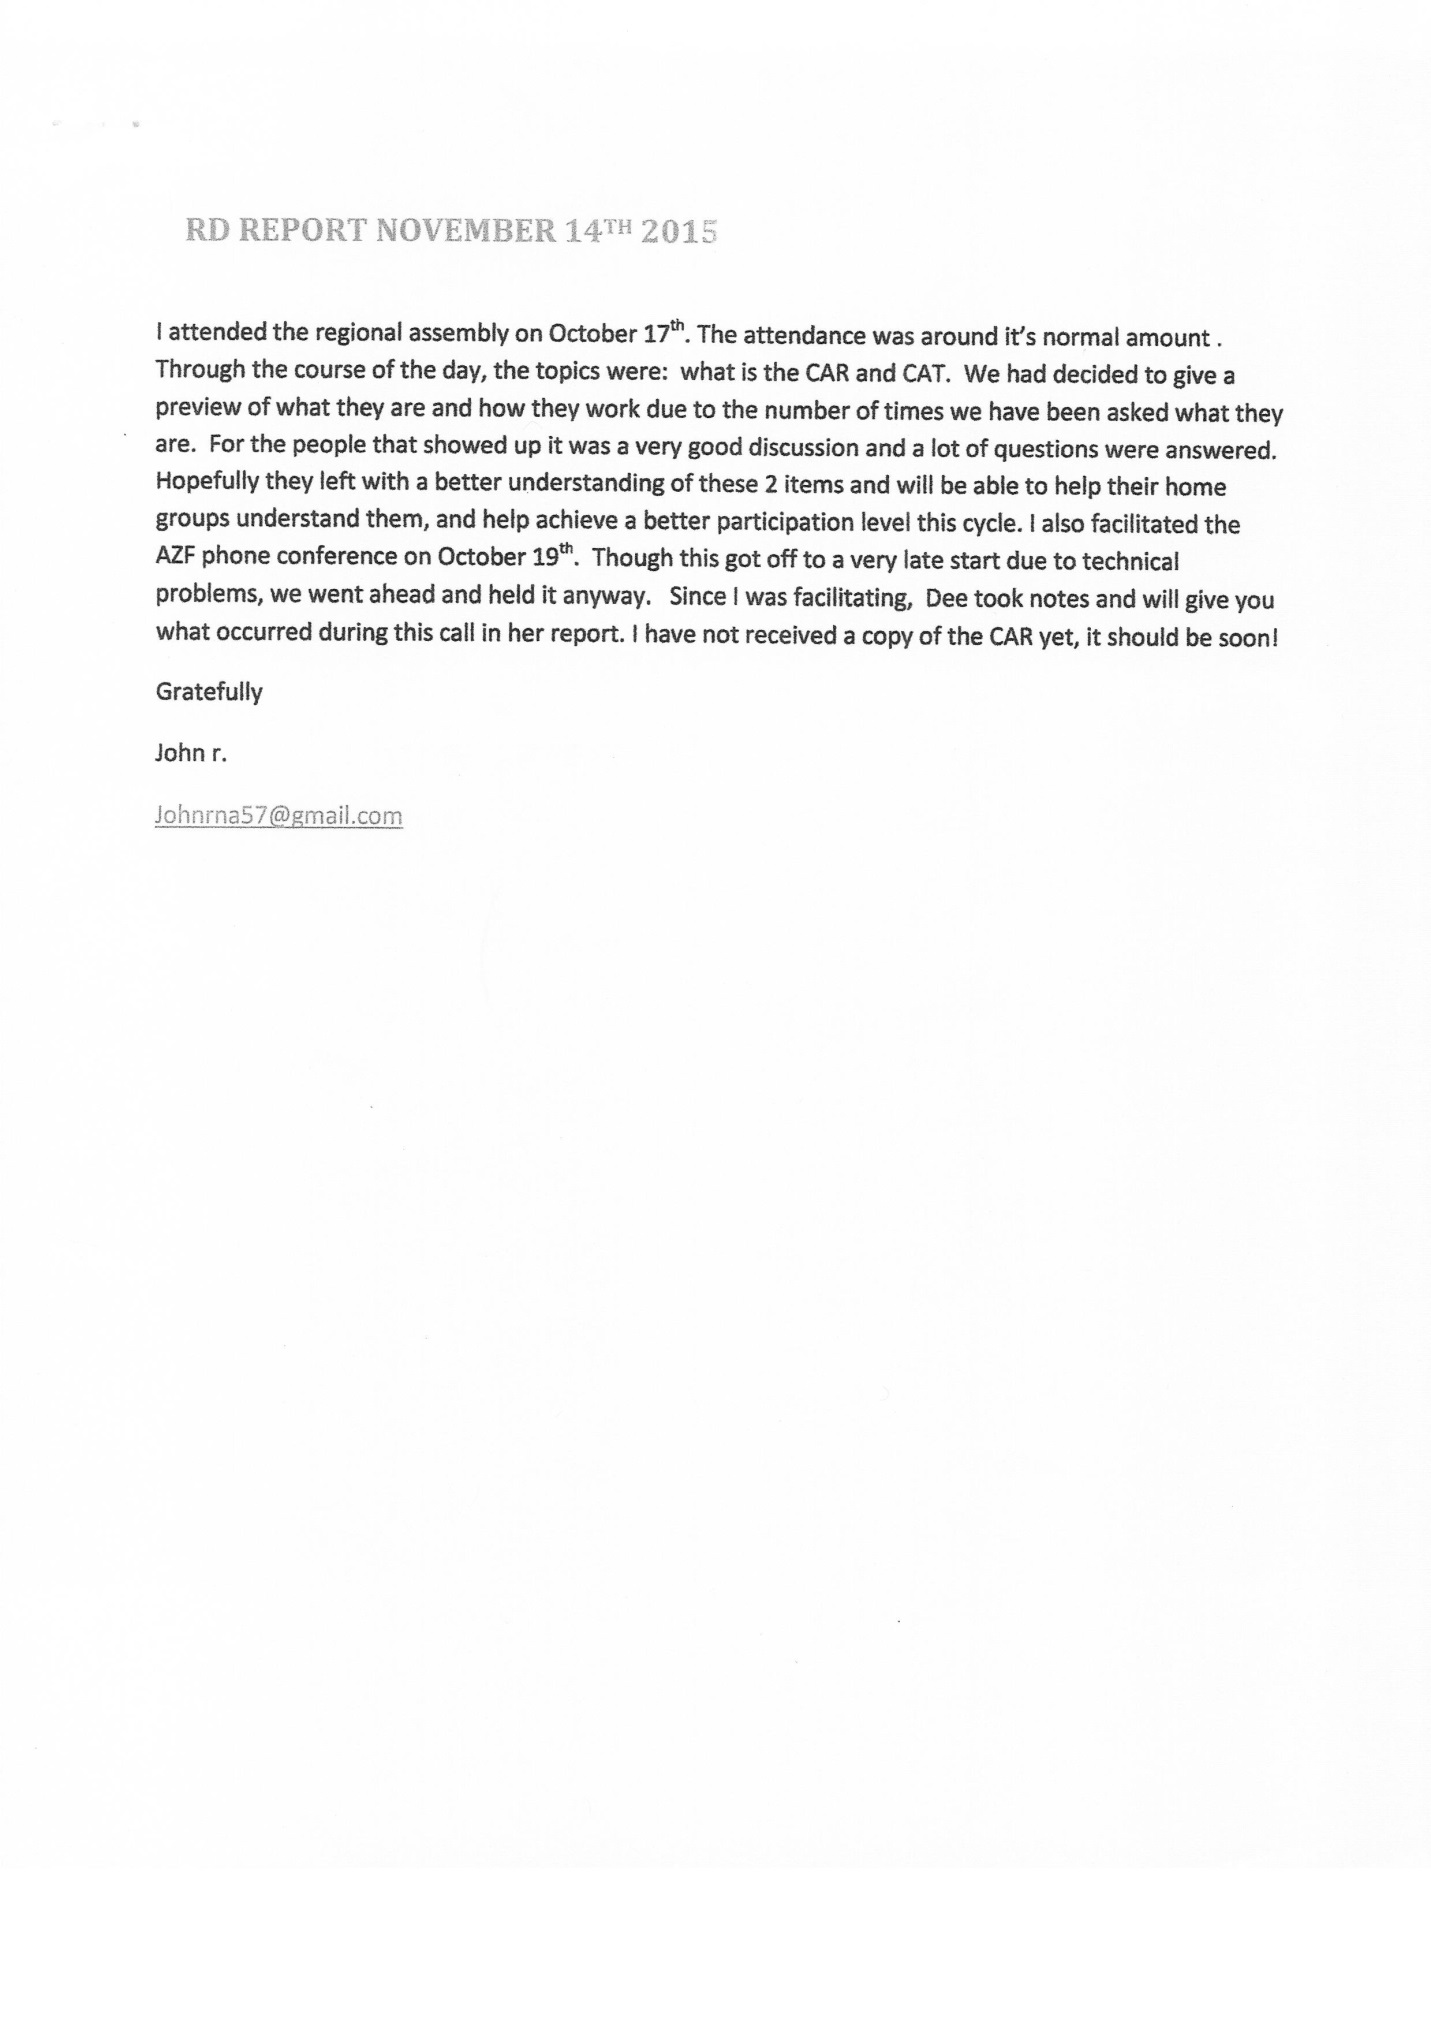 RD REPORT NOVEMBER 14TH 2015
I attended the regional assembly on October 17th. The attendance was around it's normal amount .
Through the course of the day, the topics were: what is the CAR and CAT. We had decided to give a
preview of what they are and how they work due to the number of times we have been asked what they
are. For the people that showed up it was a very good discussion and a lot of questions were answered.
Hopefully they left with a better understanding of these 2 items and will be able to help their home
groups understand them, and help achieve a better participation level this cycle. I also facilitated the
AZF phone conference on October 19th. Though this got off to a very late start due to technical
problems, we went ahead and held it anyway. Since I was facilitating, Dee took notes and will give you
what occurred during this call in her report. I have not received a copy of the CAR yet, it should be soon!
Gratefully
John r.
Johnrna57@gmail.com